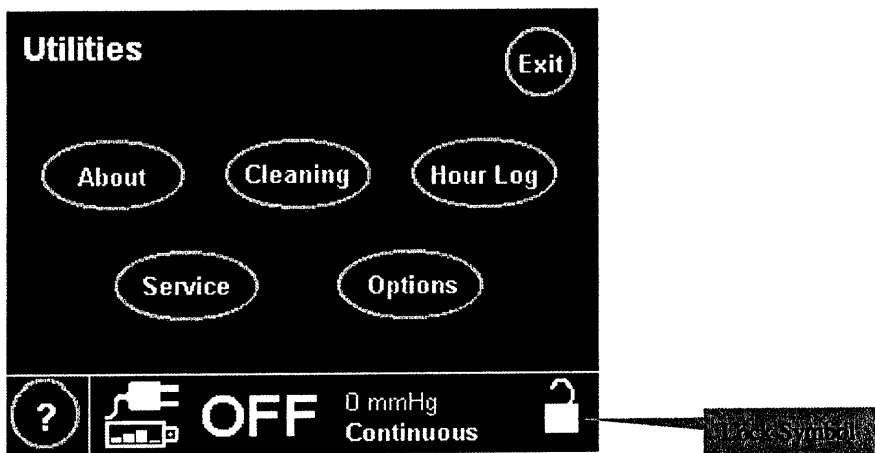 Utilities
Exit
About
Cleaning
Hour Log
Service
Options
?
OFF
0 mmHg
Continuous
Lock Symbol